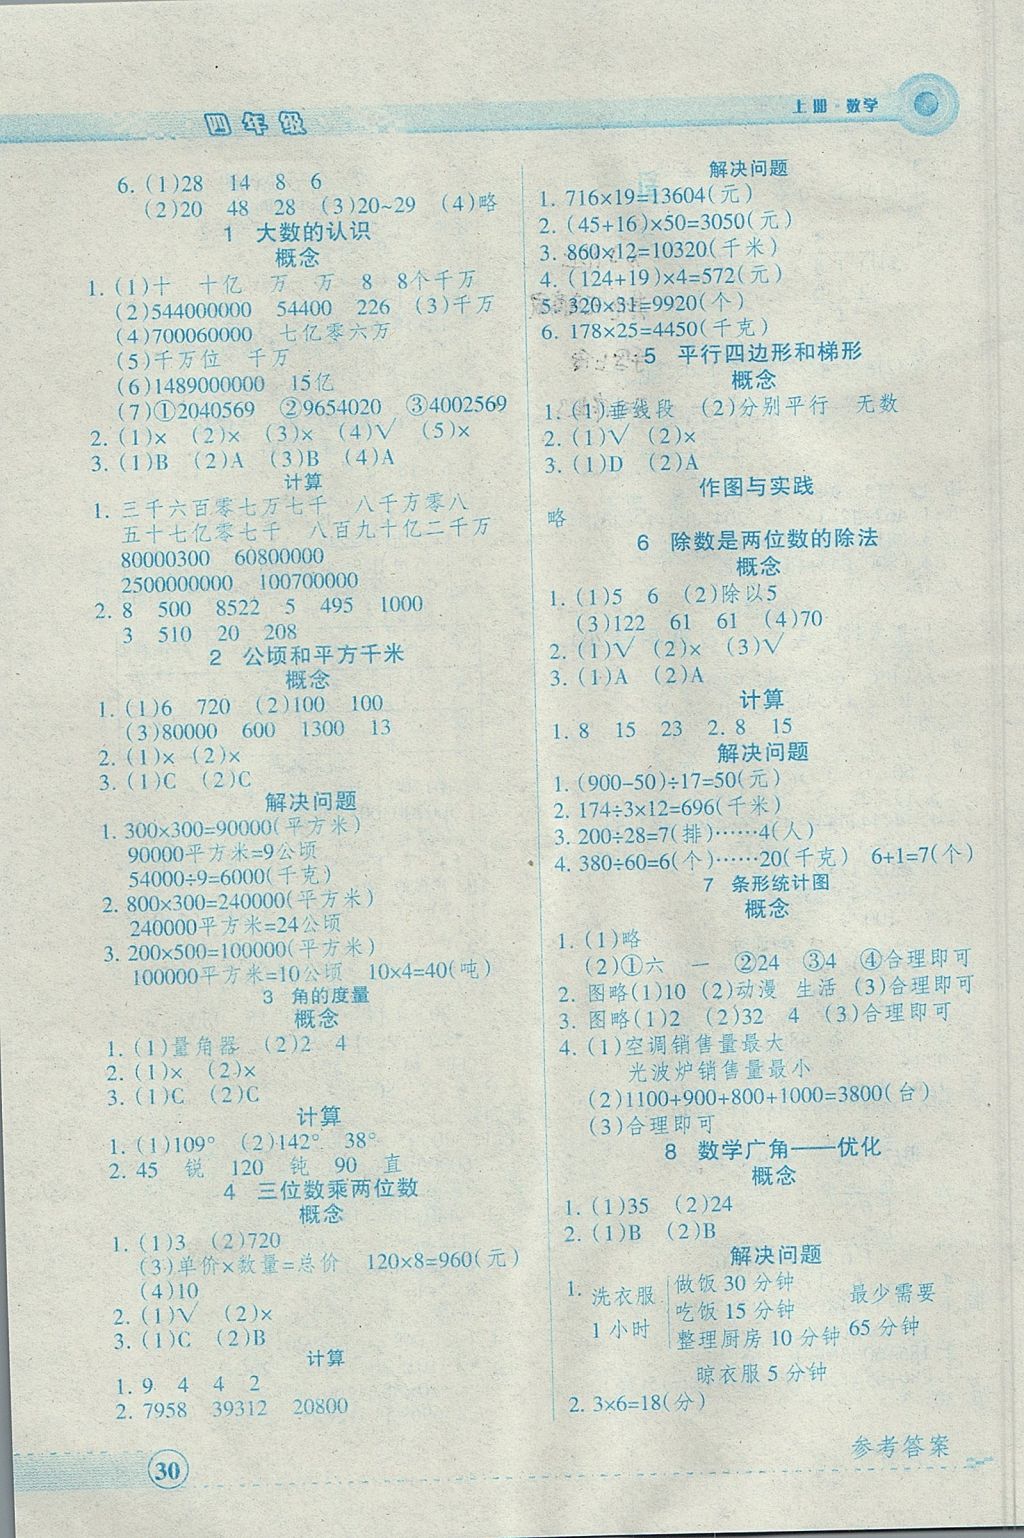 四年级
上册·数学
6. (1)28 14 8 6
(2)20 48 28 (3)20~29 (4)略
1 大数的认识
概念
1. (1)十 十亿 万 万 8 8个千万
(2)544000000 54400 226 (3)千万
(4)700060000 七亿零六万
(5)千万位 千万
(6)1489000000 15亿
(7)①2040569 ②9654020 ③4002569
2. (1)× (2)× (3)× (4)√ (5)×
3. (1)B (2)A (3)B (4)A
计算
1. 三千六百零七万七千 八千万零八
五十七亿零七千 八百九十亿二千万
80000300 60800000
2500000000 100700000
2. 8 500 8522 5 495 1000
3 510 20 208
2 公顷和平方千米
概念
1. (1)6 720 (2)100 100
(3)80000 600 1300 13
2. (1)× (2)×
3. (1)C (2)C
解决问题
1. 300×300=90000(平方米)
90000平方米=9公顷
54000÷9=6000(千克)
2. 800×300=240000(平方米)
240000平方米=24公顷
3. 200×500=100000(平方米)
100000平方米=10公顷 10×4=40(吨)
3 角的度量
概念
1. (1)量角器 (2)2 4
2. (1)× (2)×
3. (1)C (2)C
计算
1. (1)109° (2)142° 38°
2. 45 锐 120 钝 90 直
4 三位数乘两位数
概念
1. (1)3 (2)720
(3)单价×数量=总价 120×8=960(元)
(4)10
2. (1)√ (2)×
3. (1)C (2)B
计算
1. 9 4 4 2
2. 7958 39312 20800
解决问题
1. 716×19=13604(元)
2. (45+16)×50=3050(元)
3. 860×12=10320(千米)
4. (124+19)×4=572(元)
5. 320×31=9920(个)
6. 178×25=4450(千克)
5 平行四边形和梯形
概念
1. (1)垂线段 (2)分别平行 无数
2. (1)√ (2)×
3. (1)D (2)A
作图与实践
略
6 除数是两位数的除法
概念
1. (1)5 6 (2)除以5
(3)122 61 61 (4)70
2. (1)√ (2)× (3)√
3. (1)A (2)A
计算
1. 8 15 23 2. 8 15
解决问题
1. (900-50)÷17=50(元)
2. 174÷3×12=696(千米)
3. 200÷28=7(排)……4(人)
4. 380÷60=6(个)……20(千克) 6+1=7(个)
7 条形统计图
概念
1. (1)略
(2)①六 一 ②24 ③4 ④合理即可
2. 图略(1)10 (2)动漫 生活 (3)合理即可
3. 图略(1)2 (2)32 4 (3)合理即可
4. (1)空调销售量最大
光波炉销售量最小
(2)1100+900+800+1000=3800(台)
(3)合理即可
8 数学广角——优化
概念
1. (1)35 (2)24
2. (1)B (2)B
解决问题
1. 洗衣服 做饭 30 分钟 最少需要
吃饭 15 分钟
1 小时 整理厨房 10 分钟 65 分钟
晾衣服 5 分钟
2. 3×6=18(分)
参考答案
30